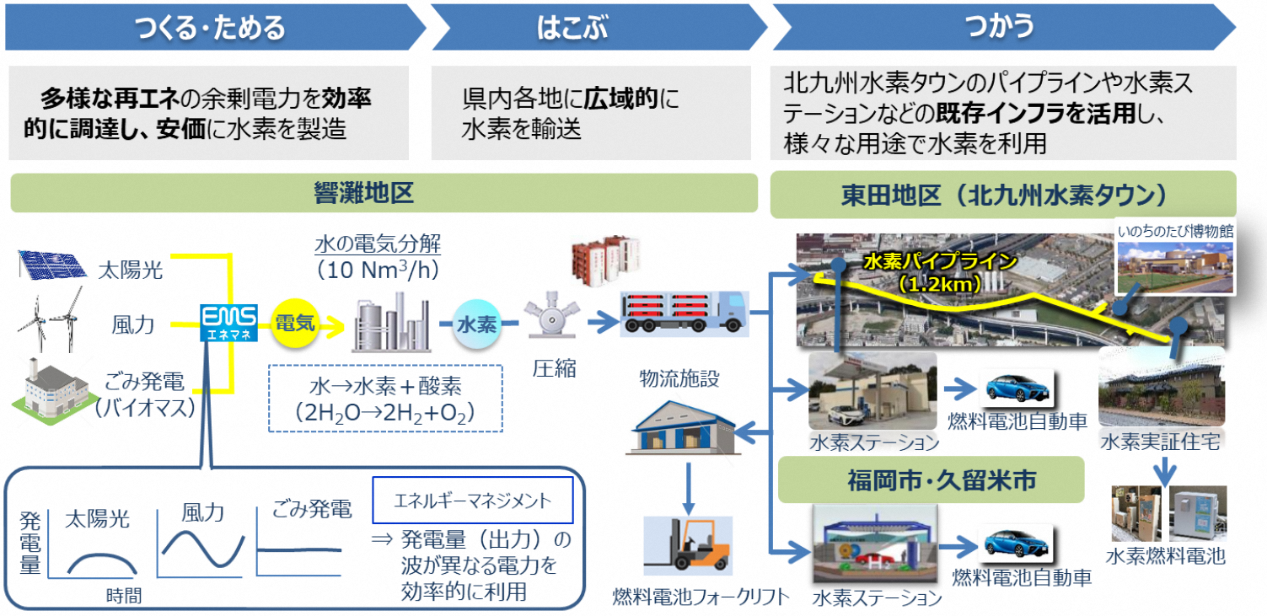 つくる・ためる
はこぶ
つかう
多様な再エネの余剰電力を効率
的に調達し、安価に水素を製造
県内各地に広域的に
水素を輸送
北九州水素タウンのパイプラインや水素ス
テーションなどの既存インフラを活用し、
様々な用途で水素を利用
響灘地区
東田地区（北九州水素タウン）
太陽光
風力
ごみ発電
（バイオマス）
EMS
エネマネ
電気
水の電気分解
（10 Nm³/h）
水素
圧縮
水→水素＋酸素
（2H₂O→2H₂+O₂）
物流施設
燃料電池フォークリフト
いのちのたび博物館
水素パイプライン
（1.2km）
水素ステーション
燃料電池自動車
水素実証住宅
福岡市・久留米市
水素ステーション
燃料電池自動車
水素燃料電池
発電量
太陽光
風力
ごみ発電
時間
エネルギーマネジメント
⇒ 発電量（出力）の
波が異なる電力を
効率的に利用